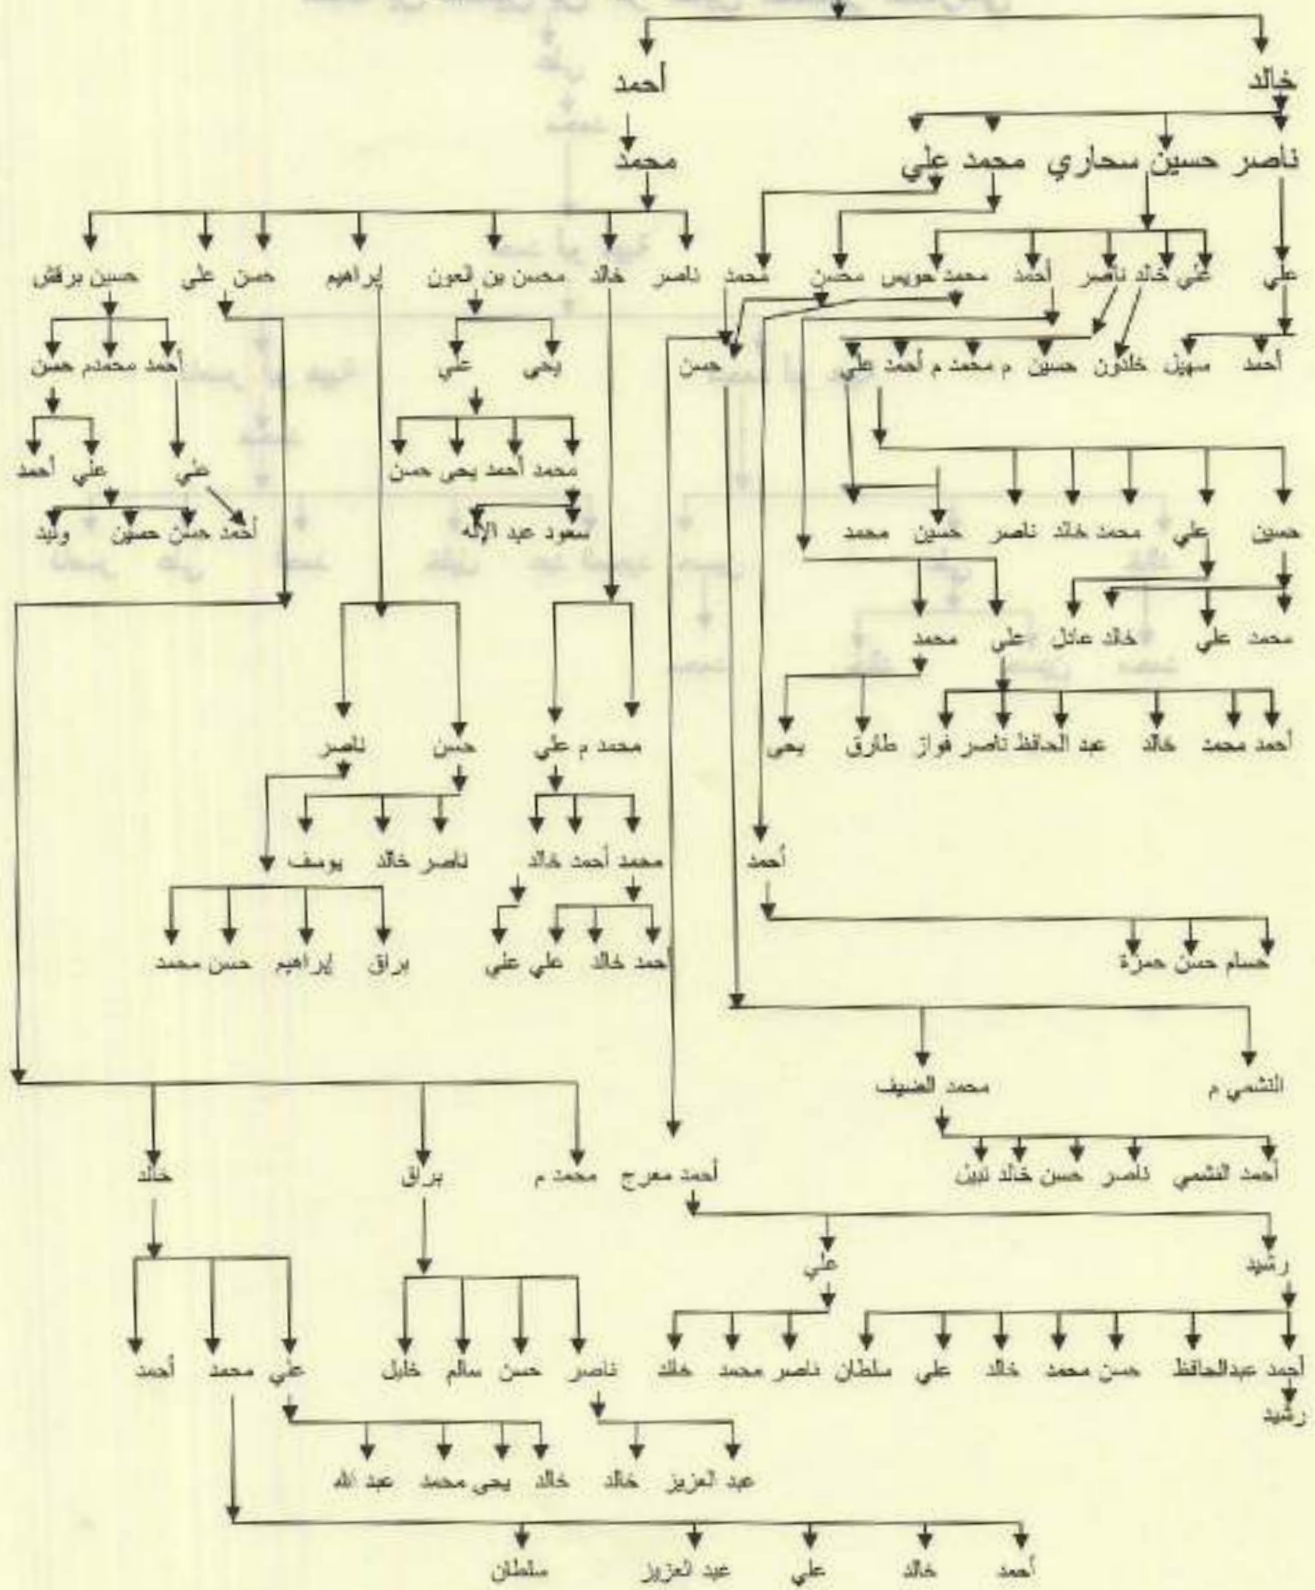 خالد أحمد
ناصر حسين سحاري محمد علي محمد
علي علي خالد ناصر أحمد محمد حويس محسن محمد ناصر خالد محسن بن العون إبراهيم حسن علي حسين برقش
أحمد سهيل خلدون حسين م محمد م أحمد علي حسن يحى علي أحمد محمدم حسن
محمد أحمد يحى حسن علي علي أحمد
حسين علي محمد خالد ناصر حسين محمد سعود عبد الإله أحمد حسن حسين وليد
محمد علي خالد عادل علي محمد
أحمد محمد خالد عبد الحافظ ناصر فواز طارق يحى محمد م علي حسن ناصر
أحمد محمد أحمد خالد ناصر خالد يوسف
حسام حسن حمزة أحمد خالد علي علي براق إبراهيم حسن محمد
النشمي م محمد الضيف
أحمد النشمي ناصر حسن خالد نبيل أحمد معرج محمد م براق خالد
رشيد علي
أحمد عبدالحافظ حسن محمد خالد علي سلطان ناصر محمد خالد ناصر حسن سالم خليل علي محمد أحمد
رشيد
عبد العزيز خالد خالد يحى محمد عبد الله
أحمد خالد علي عبد العزيز سلطان